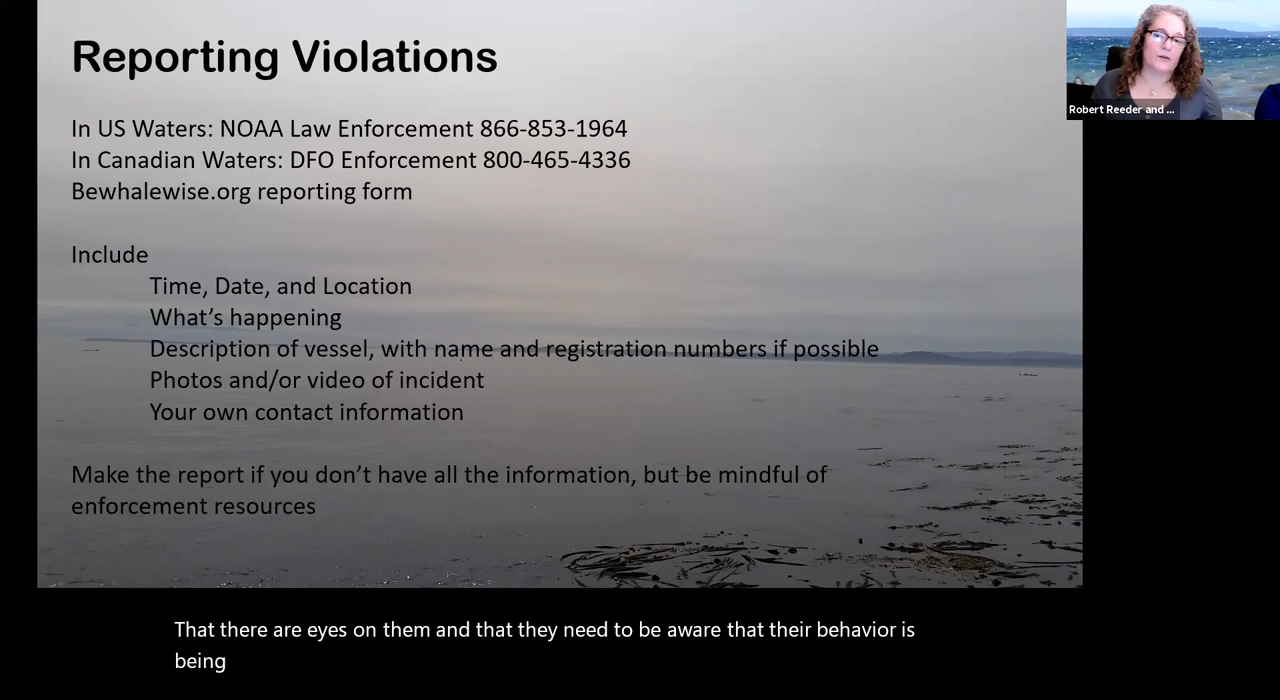 Reporting Violations
In US Waters: NOAA Law Enforcement 866-853-1964
In Canadian Waters: DFO Enforcement 800-465-4336
Bewhalewise.org reporting form
Include
Time, Date, and Location
What’s happening
Description of vessel, with name and registration numbers if possible
Photos and/or video of incident
Your own contact information
Make the report if you don’t have all the information, but be mindful of
enforcement resources
Robert Reeder and ...
That there are eyes on them and that they need to be aware that their behavior is
being